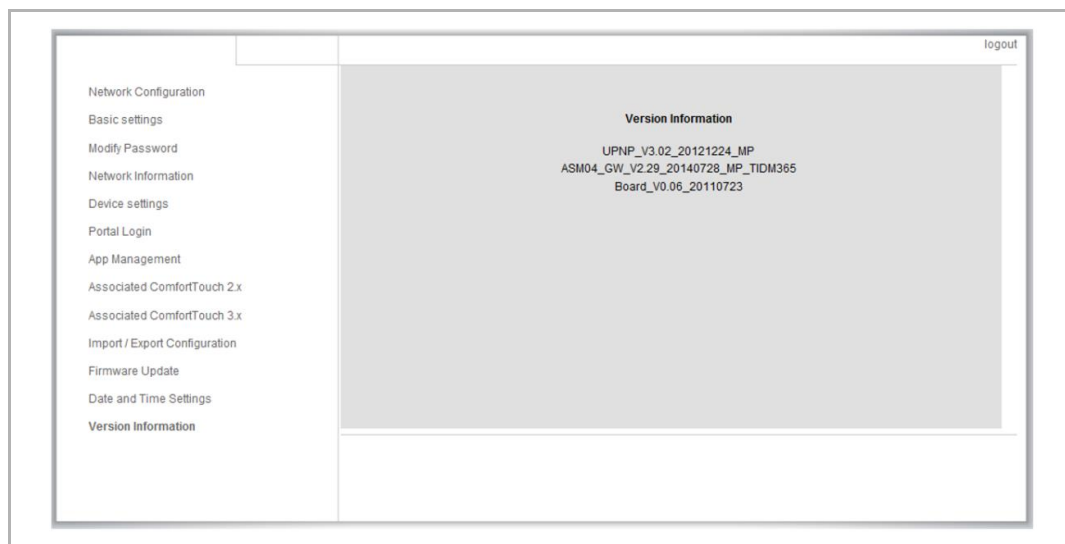 logout
Network Configuration
Basic settings
Modify Password
Network Information
Device settings
Portal Login
App Management
Associated ComfortTouch 2.x
Associated ComfortTouch 3.x
Import / Export Configuration
Firmware Update
Date and Time Settings
Version Information
Version Information
UPNP_V3.02_20121224_MP
ASM04_GW_V2.29_20140728_MP_TIDM365
Board_V0.06_20110723